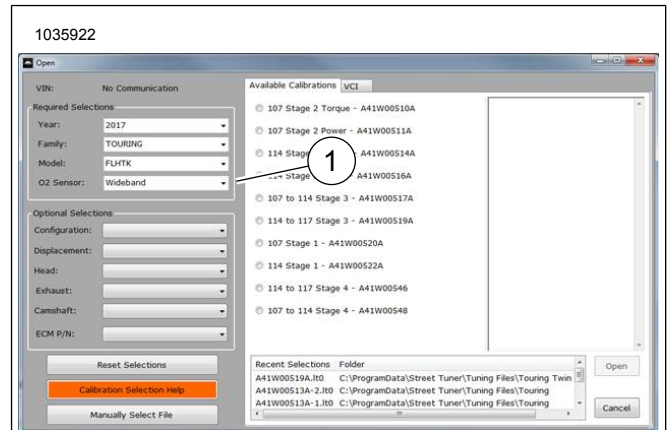 1035922
Open
VIN: No Communication
Required Selections
Year: 2017
Family: TOURING
Model: FLHTK
O2 Sensor: Wideband
Optional Selections
Configuration:
Displacement:
Head:
Exhaust:
Camshaft:
ECM P/N:
Reset Selections
Calibration Selection Help
Manually Select File
Available Calibrations VCI
107 Stage 2 Torque - A41W00510A
107 Stage 2 Power - A41W00511A
114 Stage - A41W00514A
114 Stage - A41W00516A
107 to 114 Stage 3 - A41W00517A
114 to 117 Stage 3 - A41W00519A
107 Stage 1 - A41W00520A
114 Stage 1 - A41W00522A
114 to 117 Stage 4 - A41W00546
107 to 114 Stage 4 - A41W00548
1
Recent Selections Folder
A41W00519A.lt0 C:\ProgramData\Street Tuner\Tuning Files\Touring Twin
A41W00513A-2.lt0 C:\ProgramData\Street Tuner\Tuning Files\Touring
A41W00513A-1.lt0 C:\ProgramData\Street Tuner\Tuning Files\Touring
Open
Cancel